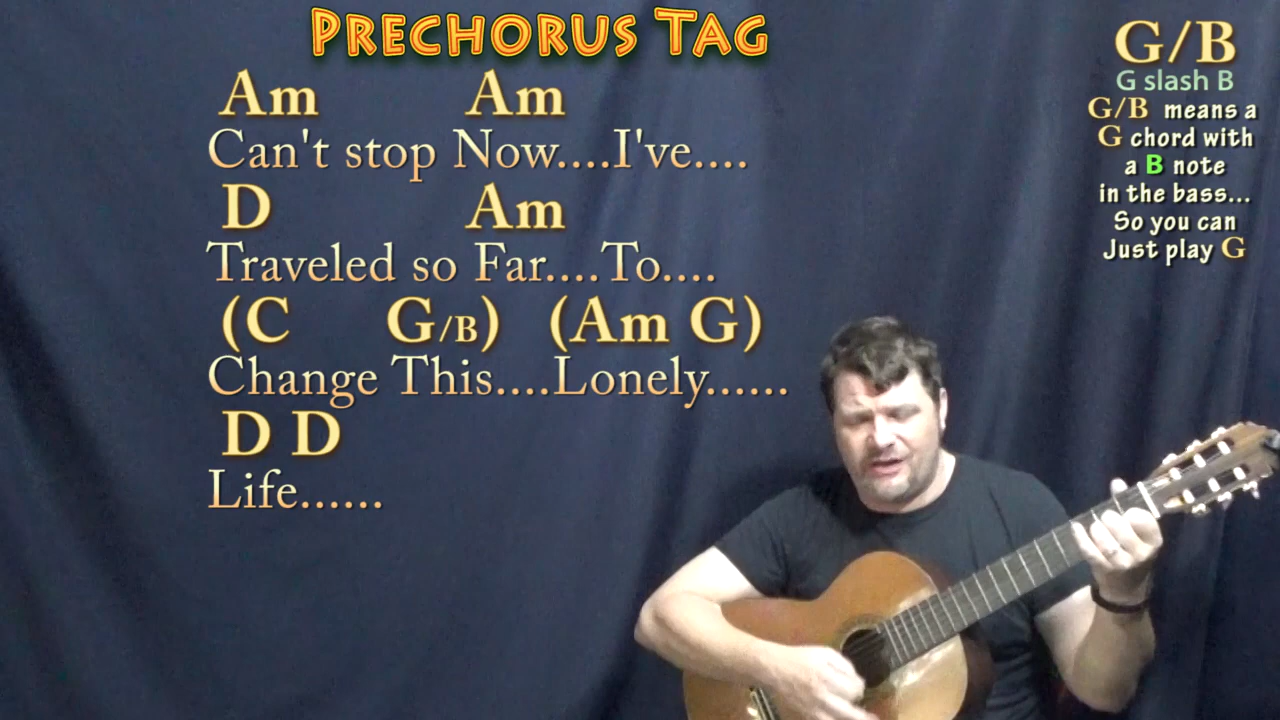 PRECHORUS TAG
Am Am
Can't stop Now....I've....
D Am
Traveled so Far....To....
(C G/B) (Am G)
Change This....Lonely......
D D
Life......
G/B
G slash B
G/B means a
G chord with
a B note
in the bass...
So you can
Just play G